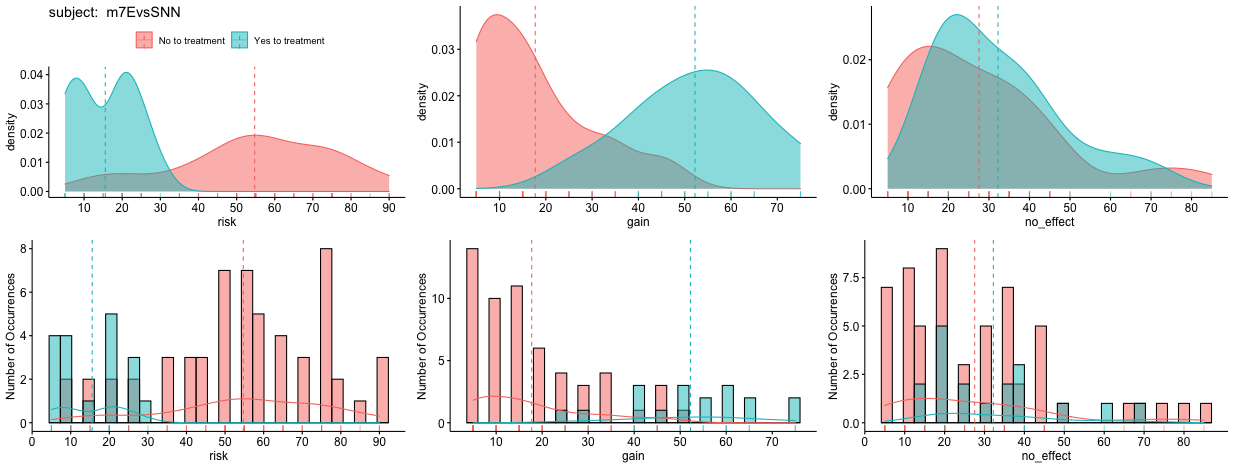 subject: m7EvsSNN
No to treatment Yes to treatment
density
0.04
0.03
0.02
0.01
0.00
10 20 30 40 50 60 70 80 90
risk
density
0.03
0.02
0.01
0.00
10 20 30 40 50 60 70
gain
density
0.02
0.01
0.00
10 20 30 40 50 60 70 80
no_effect
Number of Occurrences
8
6
4
2
0
0 10 20 30 40 50 60 70 80 90
risk
Number of Occurrences
10
5
0
0 10 20 30 40 50 60 70
gain
Number of Occurrences
7.5
5.0
2.5
0.0
0 10 20 30 40 50 60 70 80
no_effect